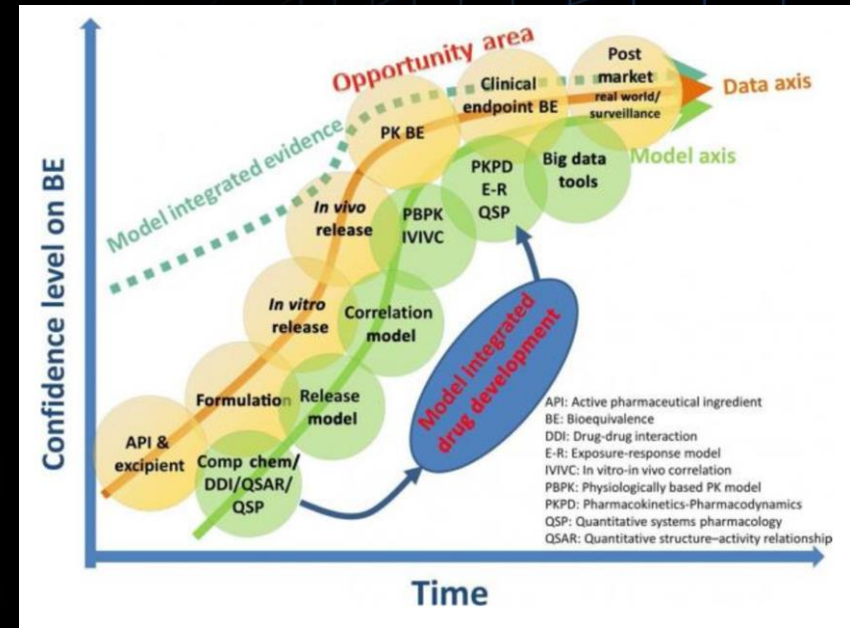 Confidence level on BE
Time
Opportunity area
Model integrated evidence
Data axis
Model axis
Post
market
real world/
surveillance
Clinical
endpoint BE
PK BE
In vivo
release
In vitro
release
Formulation
API &
excipient
Big data
tools
PKPD
E-R
QSP
PBPK
IVIVC
Correlation
model
Release
model
Comp chem/
DDI/QSAR/
QSP
Model integrated
drug development
API: Active pharmaceutical ingredient
BE: Bioequivalence
DDI: Drug-drug interaction
E-R: Exposure-response model
IVIVC: In vitro-in vivo correlation
PBPK: Physiologically based PK model
PKPD: Pharmacokinetics-Pharmacodynamics
QSP: Quantitative systems pharmacology
QSAR: Quantitative structure–activity relationship